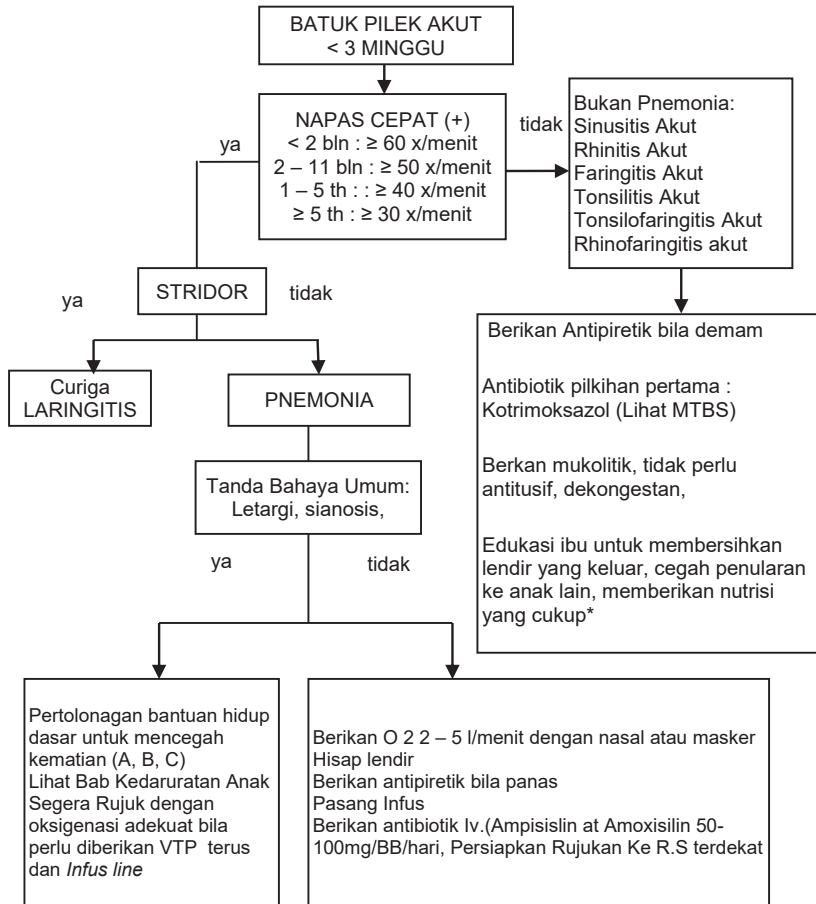 BATUK PILEK AKUT
< 3 MINGGU
NAPAS CEPAT (+)
< 2 bln : ≥ 60 x/menit
2 – 11 bln : ≥ 50 x/menit
1 – 5 th : : ≥ 40 x/menit
≥ 5 th : ≥ 30 x/menit
ya
tidak
Bukan Pnemonia:
Sinusitis Akut
Rhinitis Akut
Faringitis Akut
Tonsilitis Akut
Tonsilofaringitis Akut
Rhinofaringitis akut
STRIDOR
ya
tidak
Curiga
LARINGITIS
PNEMONIA
Berikan Antipiretik bila demam
Antibiotik pilkihan pertama :
Kotrimoksazol (Lihat MTBS)
Berkan mukolitik, tidak perlu
antitusif, dekongestan,
Edukasi ibu untuk membersihkan
lendir yang keluar, cegah penularan
ke anak lain, memberikan nutrisi
yang cukup*
Tanda Bahaya Umum:
Letargi, sianosis,
ya
tidak
Pertolonagan bantuan hidup
dasar untuk mencegah
kematian (A, B, C)
Lihat Bab Kedaruratan Anak
Segera Rujuk dengan
oksigenasi adekuat bila
perlu diberikan VTP terus
dan Infus line
Berikan O 2 2 – 5 l/menit dengan nasal atau masker
Hisap lendir
Berikan antipiretik bila panas
Pasang Infus
Berikan antibiotik Iv.(Ampisislin at Amoxisilin 50-
100mg/BB/hari, Persiapkan Rujukan Ke R.S terdekat